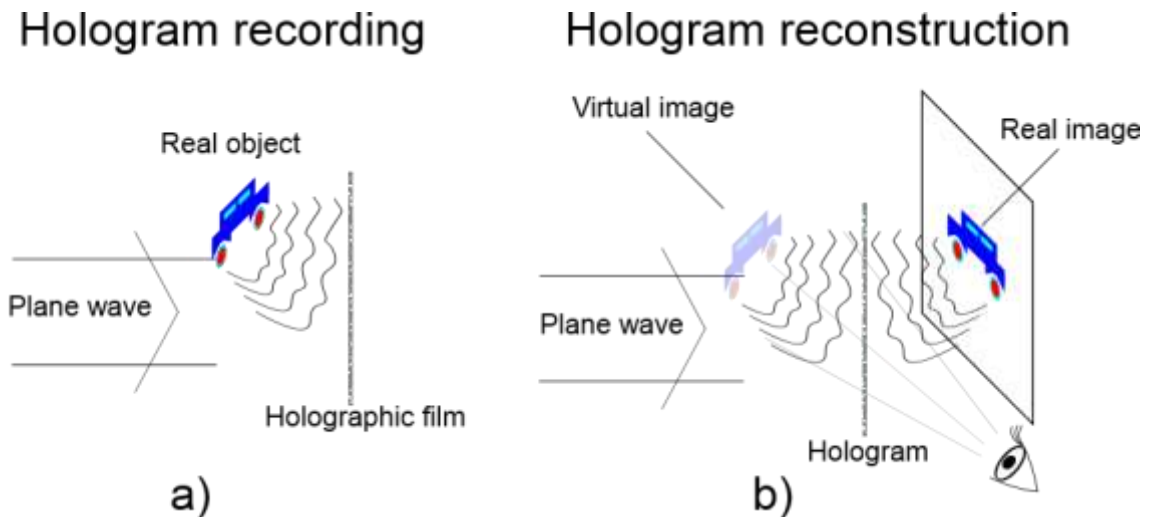 Hologram recording
Real object
Plane wave
Holographic film
a)
Hologram reconstruction
Virtual image
Real image
Plane wave
Hologram
b)